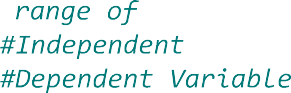 range of
#Independent
#Dependent Variable